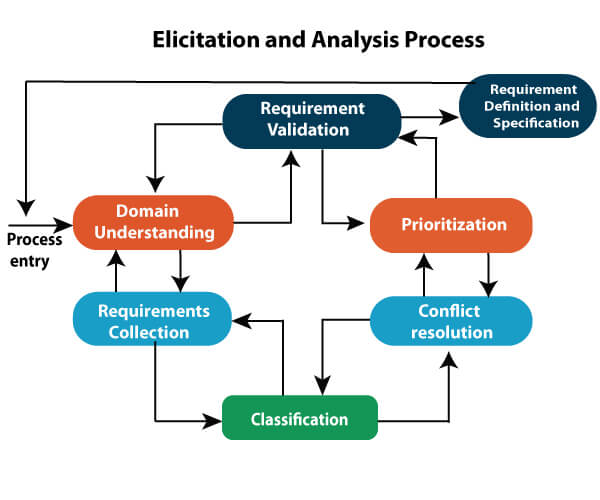 Elicitation and Analysis Process
Requirement
Definition and
Specification
Requirement
Validation
Process
entry
Domain
Understanding
Prioritization
Requirements
Collection
Conflict
resolution
Classification